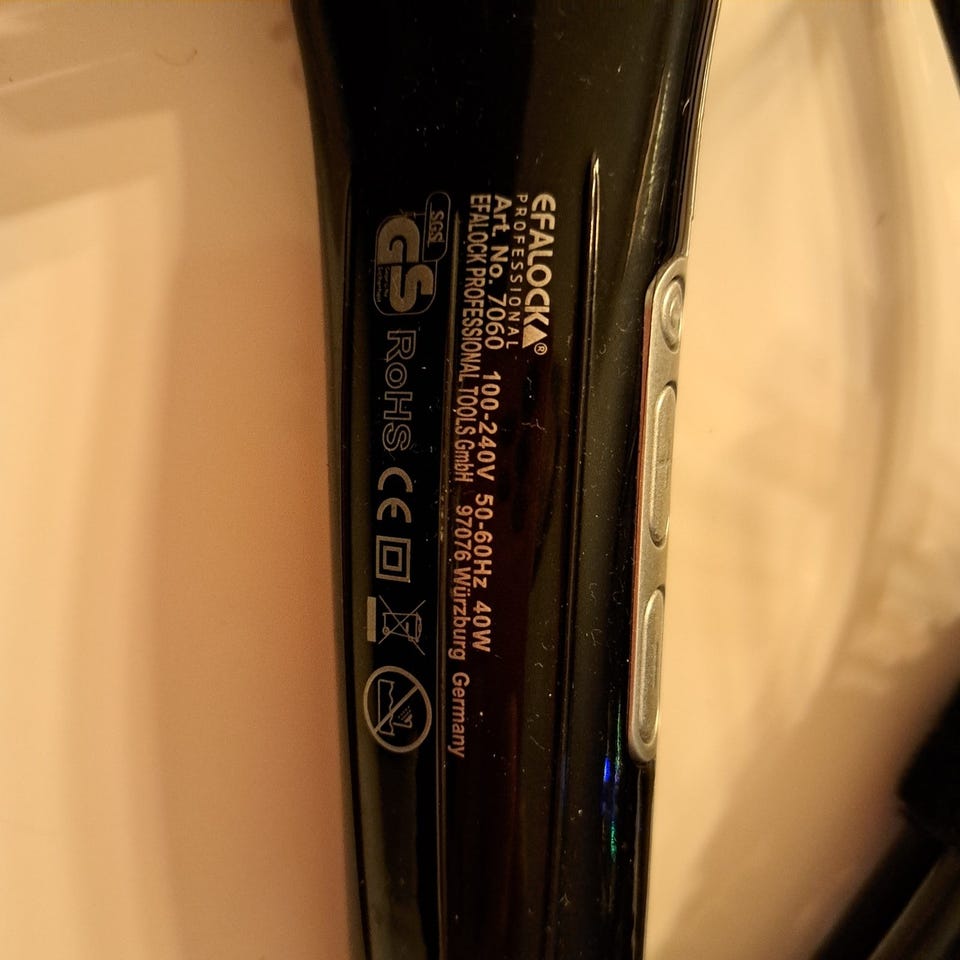 EFALOCK®
PROFESSIONAL
Art. No. 7060 100-240V 50-60Hz 40W
EFALOCK PROFESSIONAL TOOLS GmbH 97076 Würzburg Germany
SGS
GS
RoHS CE